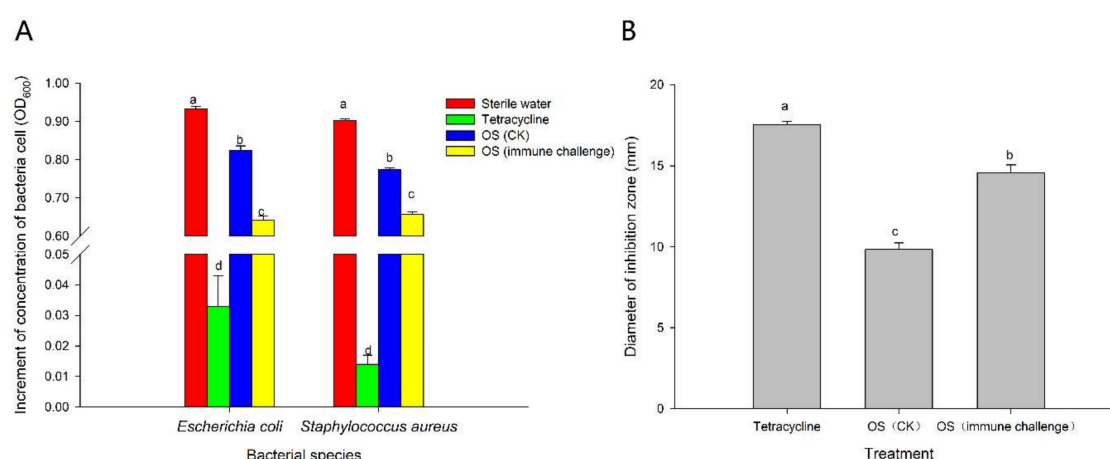 A
Increment of concentration of bacteria cell (OD600)
1.00
0.90
0.80
0.70
0.60
0.05
0.04
0.03
0.02
0.01
0.00
a
b
c
d
a
b
c
d
Sterile water
Tetracycline
OS (CK)
OS (immune challenge)
Escherichia coli
Staphylococcus aureus
Bacterial species
B
Diameter of inhibition zone (mm)
20
15
10
5
0
a
c
b
Tetracycline
OS（CK）
OS（immune challenge）
Treatment